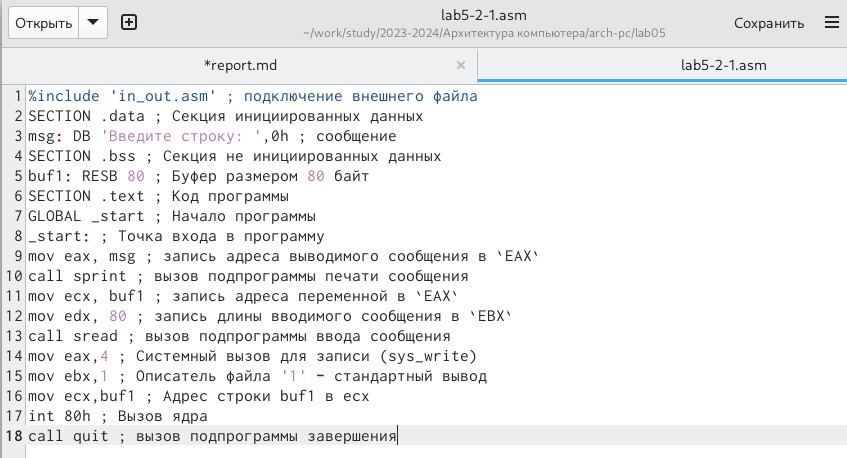 Открыть
lab5-2-1.asm
~/work/study/2023-2024/Архитектура компьютера/arch-pc/lab05
Сохранить
*report.md
lab5-2-1.asm
1 %include 'in_out.asm' ; подключение внешнего файла
2 SECTION .data ; Секция инициированных данных
3 msg: DB 'Введите строку: ',0h ; сообщение
4 SECTION .bss ; Секция не инициированных данных
5 buf1: RESB 80 ; Буфер размером 80 байт
6 SECTION .text ; Код программы
7 GLOBAL _start ; Начало программы
8 _start: ; Точка входа в программу
9 mov eax, msg ; запись адреса выводимого сообщения в `EAX`
10 call sprint ; вызов подпрограммы печати сообщения
11 mov ecx, buf1 ; запись адреса переменной в `EAX`
12 mov edx, 80 ; запись длины вводимого сообщения в `EBX`
13 call sread ; вызов подпрограммы ввода сообщения
14 mov eax,4 ; Системный вызов для записи (sys_write)
15 mov ebx,1 ; Описатель файла '1' - стандартный вывод
16 mov ecx,buf1 ; Адрес строки buf1 в ecx
17 int 80h ; Вызов ядра
18 call quit ; вызов подпрограммы завершения